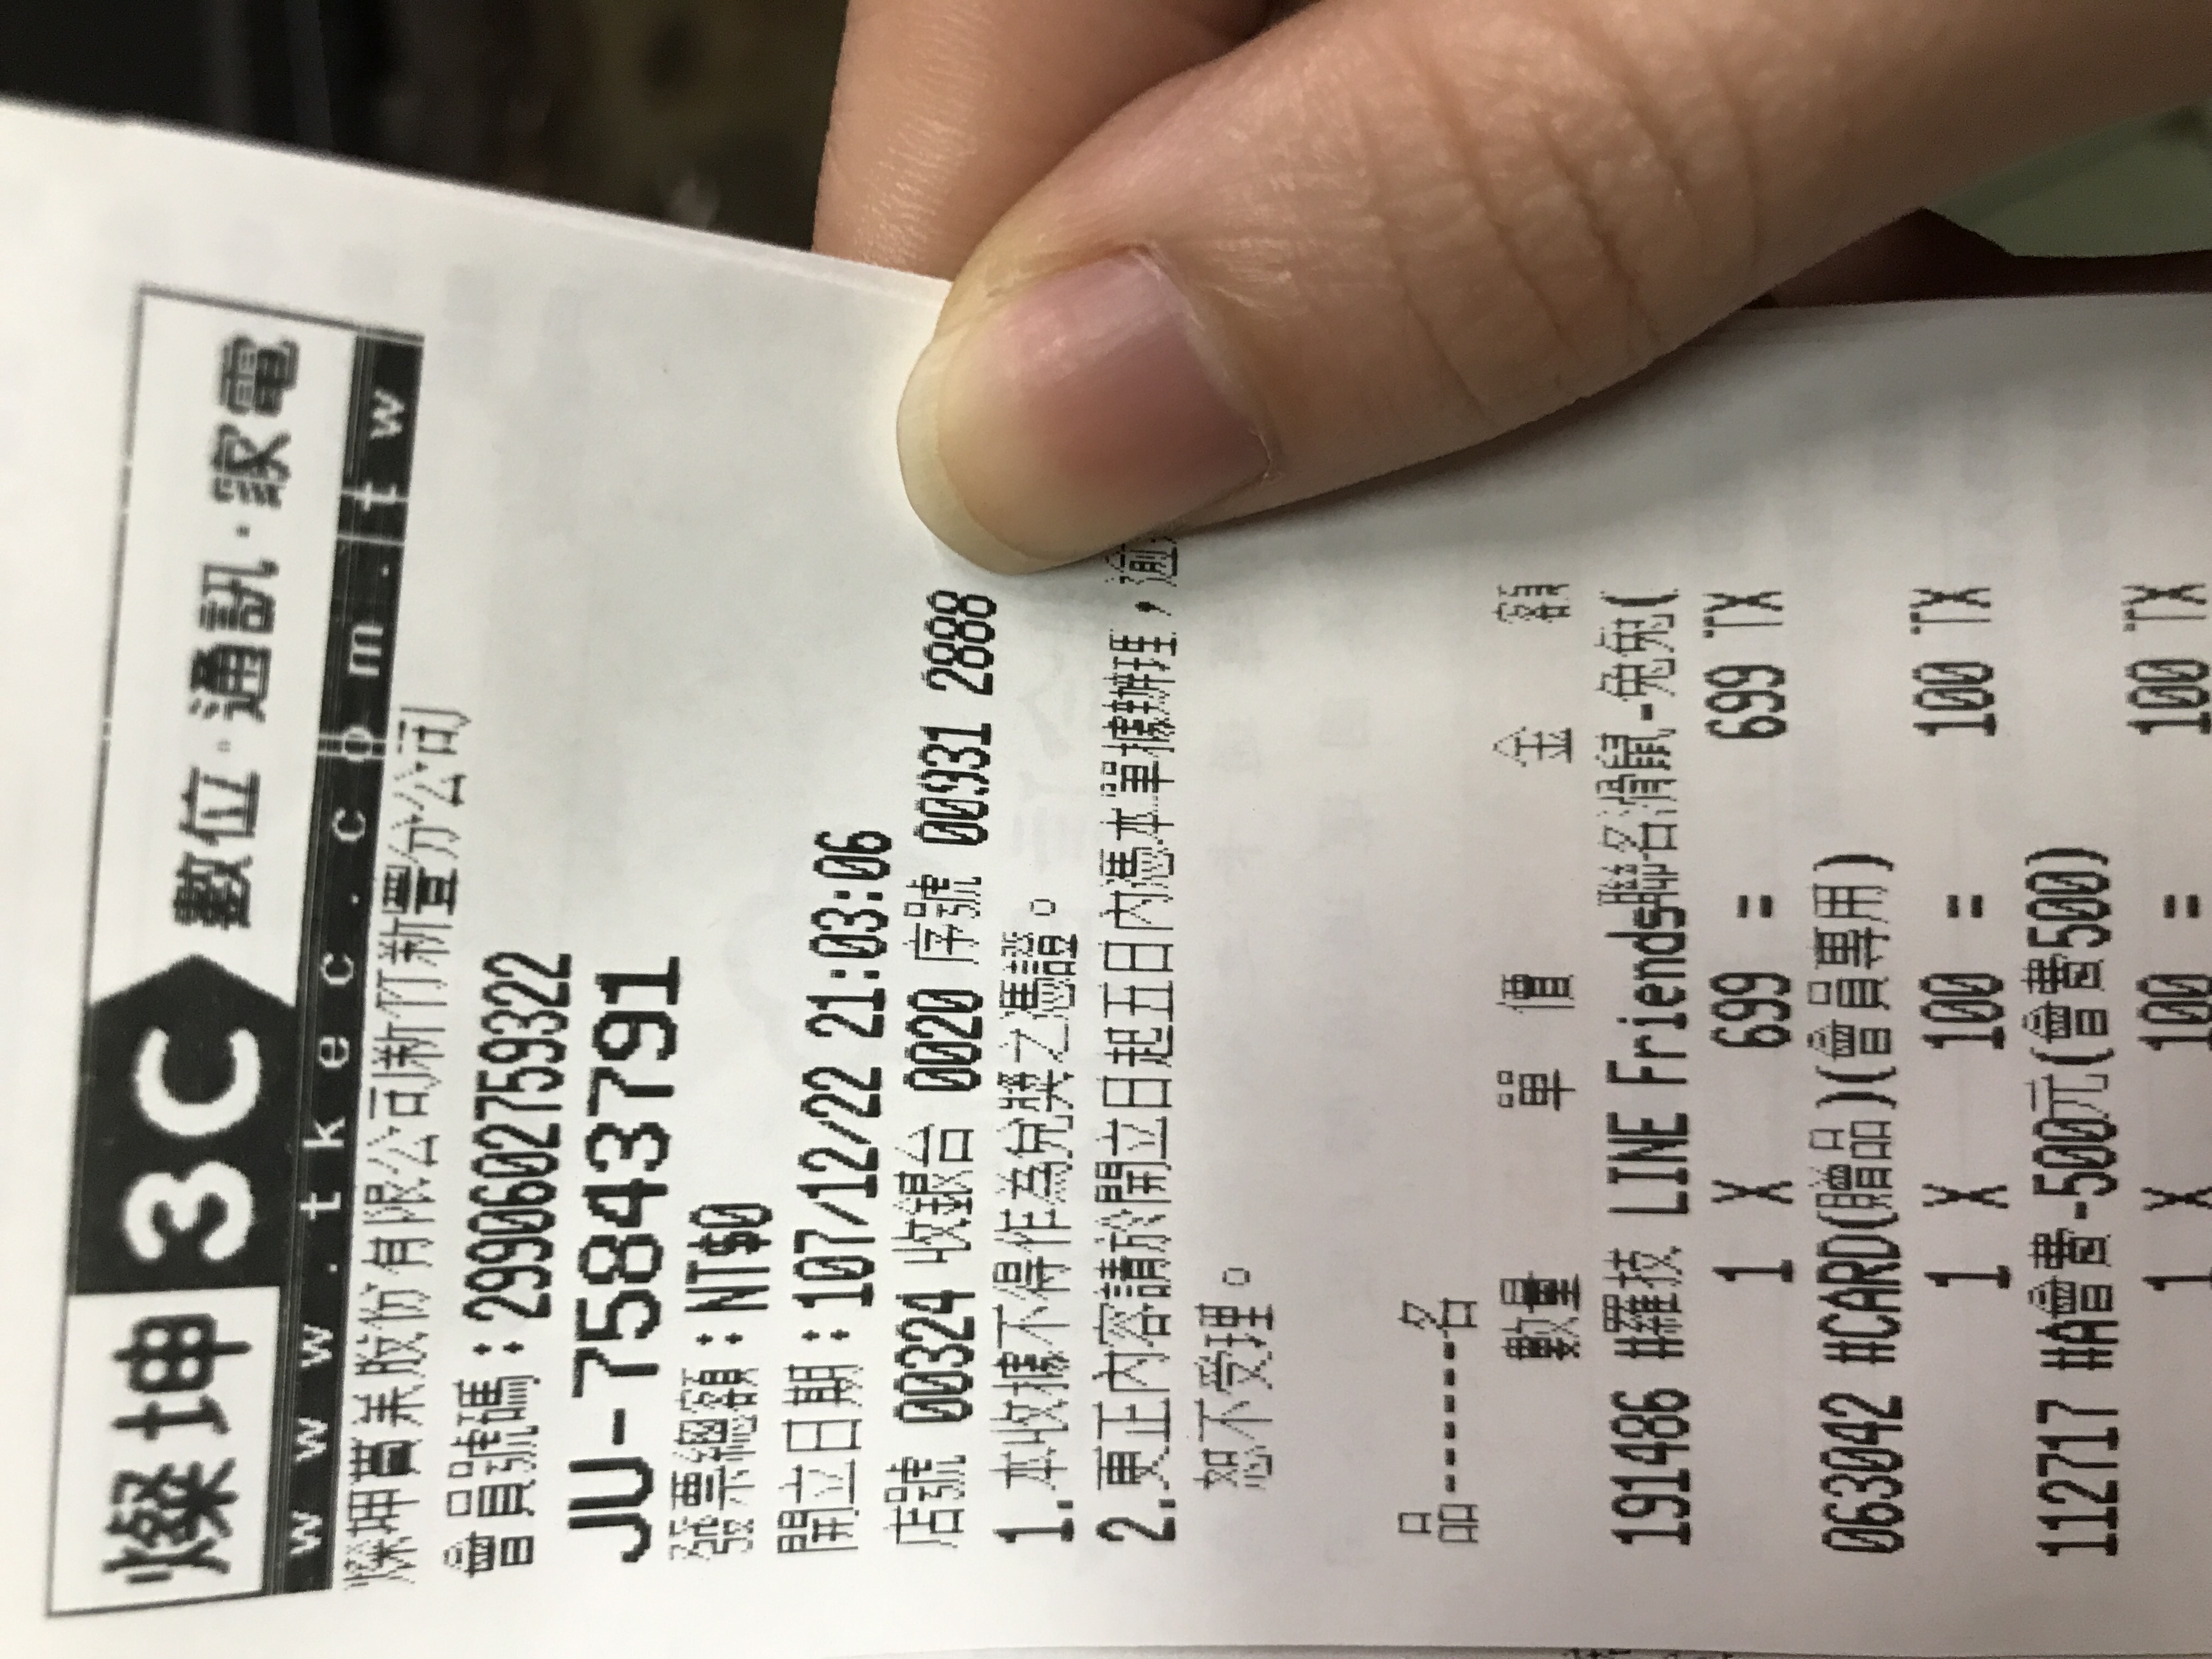 燦坤 3C 數位·通訊·家電
www.tkec.com.tw
燦坤實業股份有限公司新竹新豐分公司
會員號碼：2990602759322
JU-75843791
發票總額：NT$0
開立日期：107/12/22 21:03:06
店號 00324 收銀台 0020 序號 00931 2888
1.本收據不得作為兌獎之憑證。
2.更正內容請於開立日起五日內憑本單據辦理，逾
恕不受理。
品------名
數量 單 價 金 額
191486 #羅技 LINE Friends聯名滑鼠-兔兔(
1 X 699 = 699 TX
063042 #CARD(贈品)(會員專用)
1 X 100 = 100 TX
112717 #A會費-500元(會費500)
1 X 100 = 100 TX